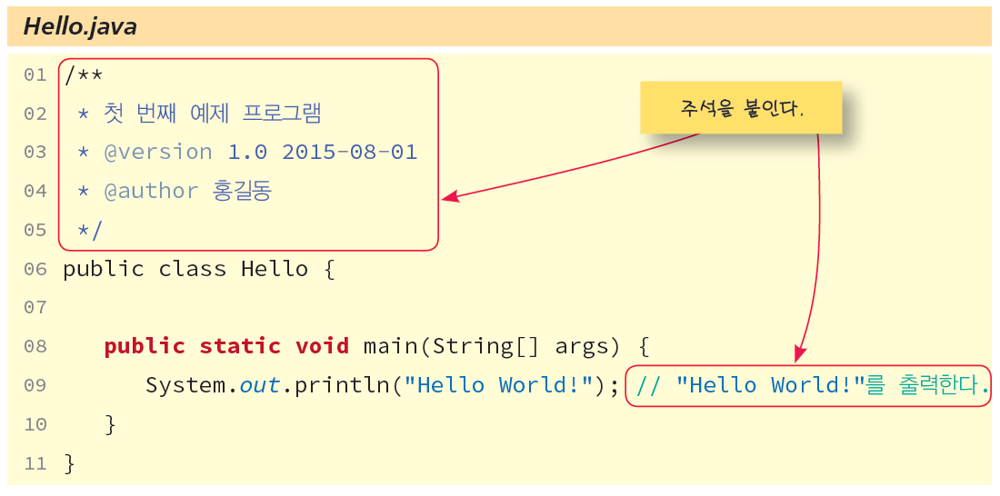 Hello.java
01 /**
02  * 첫 번째 예제 프로그램
03  * @version 1.0 2015-08-01
04  * @author 홍길동
05  */
06 public class Hello {
07
08    public static void main(String[] args) {
09       System.out.println("Hello World!"); // "Hello World!"를 출력한다.
10    }
11 }
주석을 붙인다.